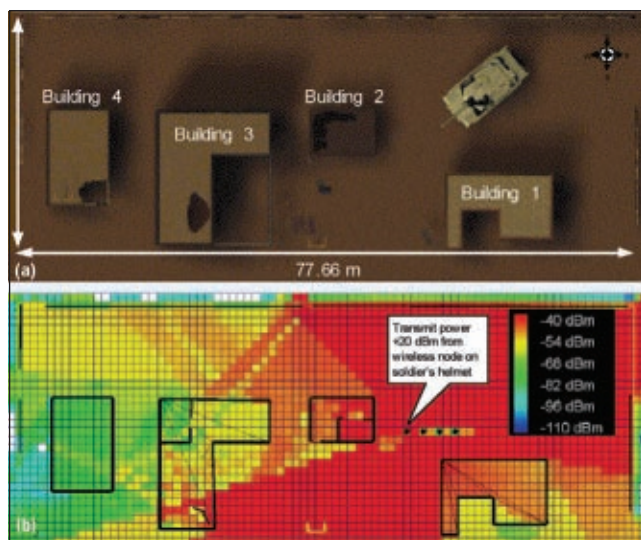 Building 4
Building 2
Building 3
Building 1
77.66 m
(a)
Transmit power
+20 dBm from
wireless node on
soldier's helmet
-40 dBm
-54 dBm
-68 dBm
-82 dBm
-96 dBm
-110 dBm
(b)